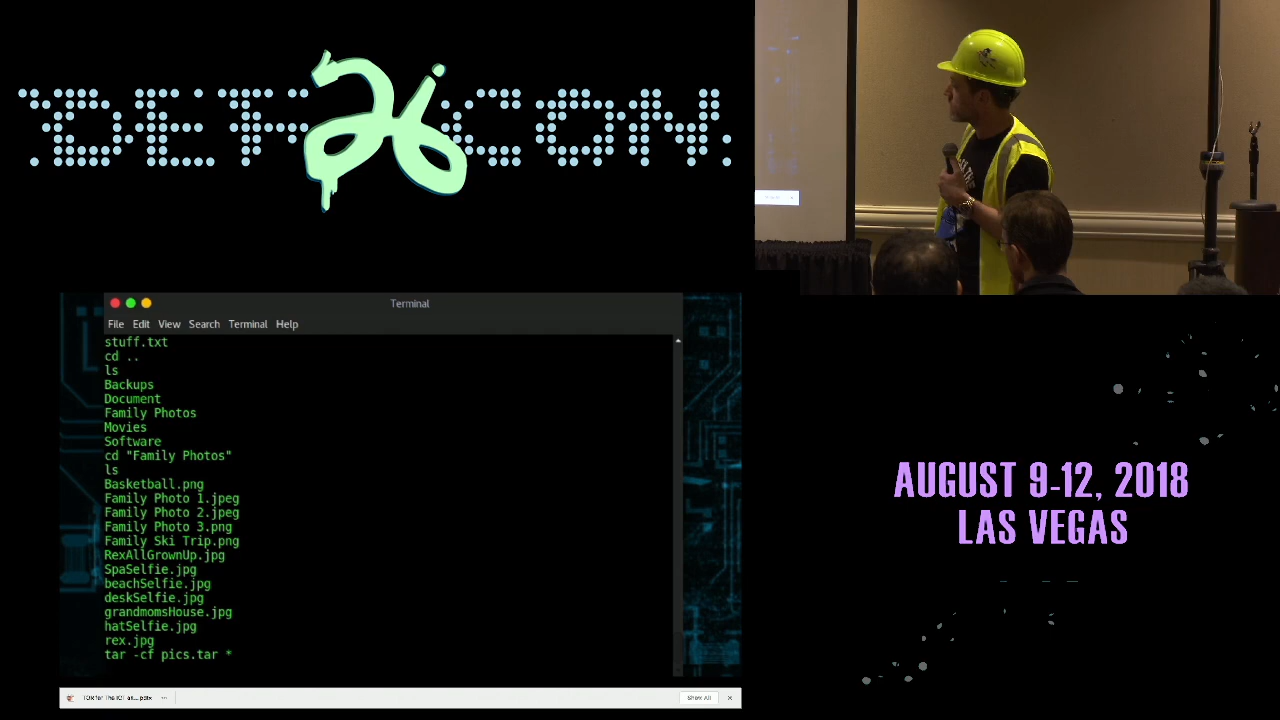 DEF CON
26
Terminal
File Edit View Search Terminal Help
stuff.txt
cd ..
ls
Backups
Document
Family Photos
Movies
Software
cd "Family Photos"
ls
Basketball.png
Family Photo 1.jpeg
Family Photo 2.jpeg
Family Photo 3.png
Family Ski Trip.png
RexAllGrownUp.jpg
SpaSelfie.jpg
beachSelfie.jpg
deskSelfie.jpg
grandmomsHouse.jpg
hatSelfie.jpg
rex.jpg
tar -cf pics.tar *
Show All
AUGUST 9-12, 2018
LAS VEGAS